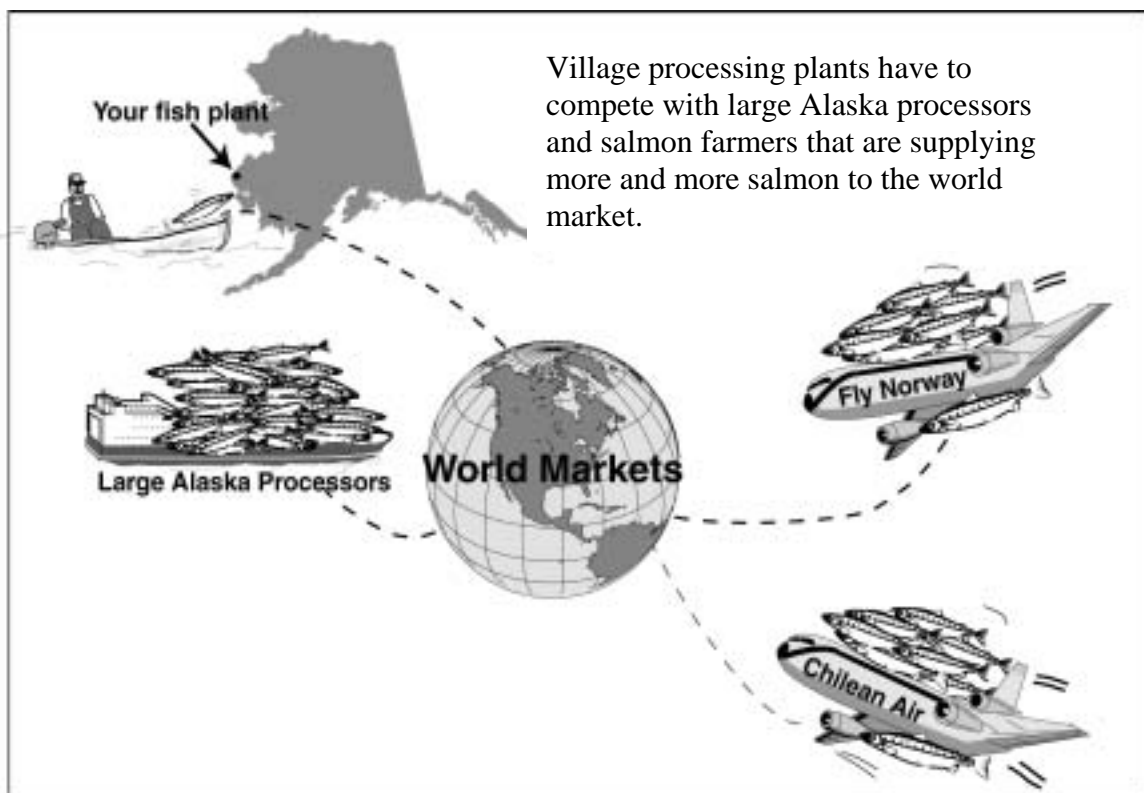 Village processing plants have to
compete with large Alaska processors
and salmon farmers that are supplying
more and more salmon to the world
market.
Your fish plant
Large Alaska Processors
World Markets
Fly Norway
Chilean Air